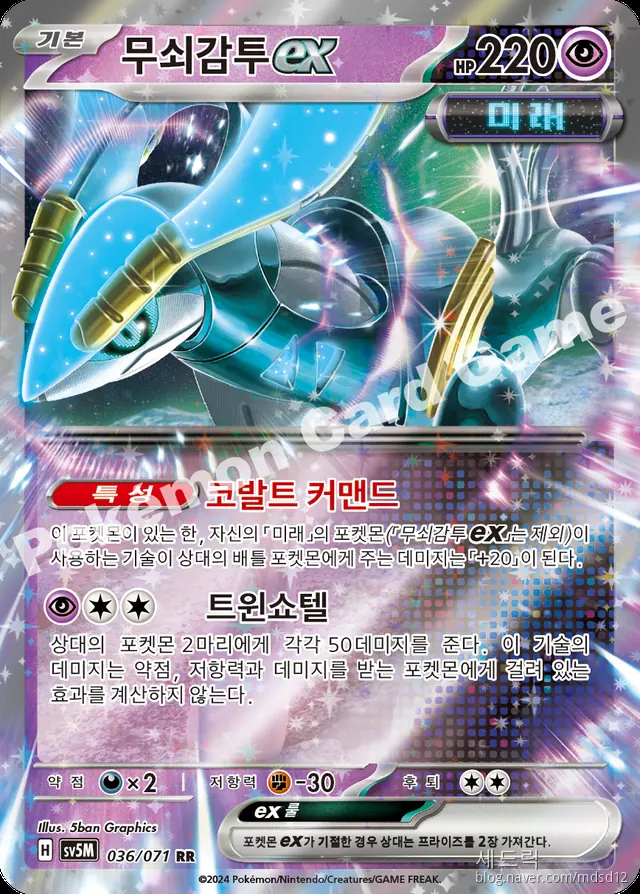 기본 무쇠감투ex HP220
미래
Pokémon Card Game
특성 코발트 커맨드
이 포켓몬이 있는 한, 자신의 「미래」의 포켓몬(「무쇠감투ex」는 제외)이
사용하는 기술이 상대의 배틀 포켓몬에게 주는 데미지는 「+20」이 된다.
트윈쇼텔
상대의 포켓몬 2마리에게 각각 50데미지를 준다. 이 기술의
데미지는 약점, 저항력과 데미지를 받는 포켓몬에게 걸려 있는
효과를 계산하지 않는다.
약점 ×2 저항력 -30 후퇴
ex 룰
포켓몬 ex가 기절한 경우 상대는 프라이즈를 2장 가져간다.
Illus. 5ban Graphics
H sv5M 036/071 RR
세드릭
blog.naver.com/mdsd12
©2024 Pokémon/Nintendo/Creatures/GAME FREAK.